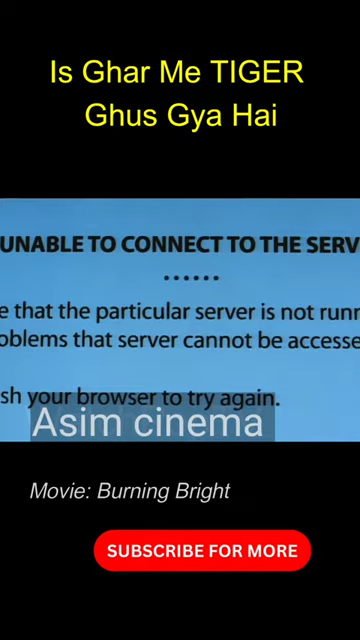 Is Ghar Me TIGER
Ghus Gya Hai
UNABLE TO CONNECT TO THE SERV
......
e that the particular server is not runn
oblems that server cannot be accesse
sh your browser to try again.
Asim cinema
Movie: Burning Bright
SUBSCRIBE FOR MORE